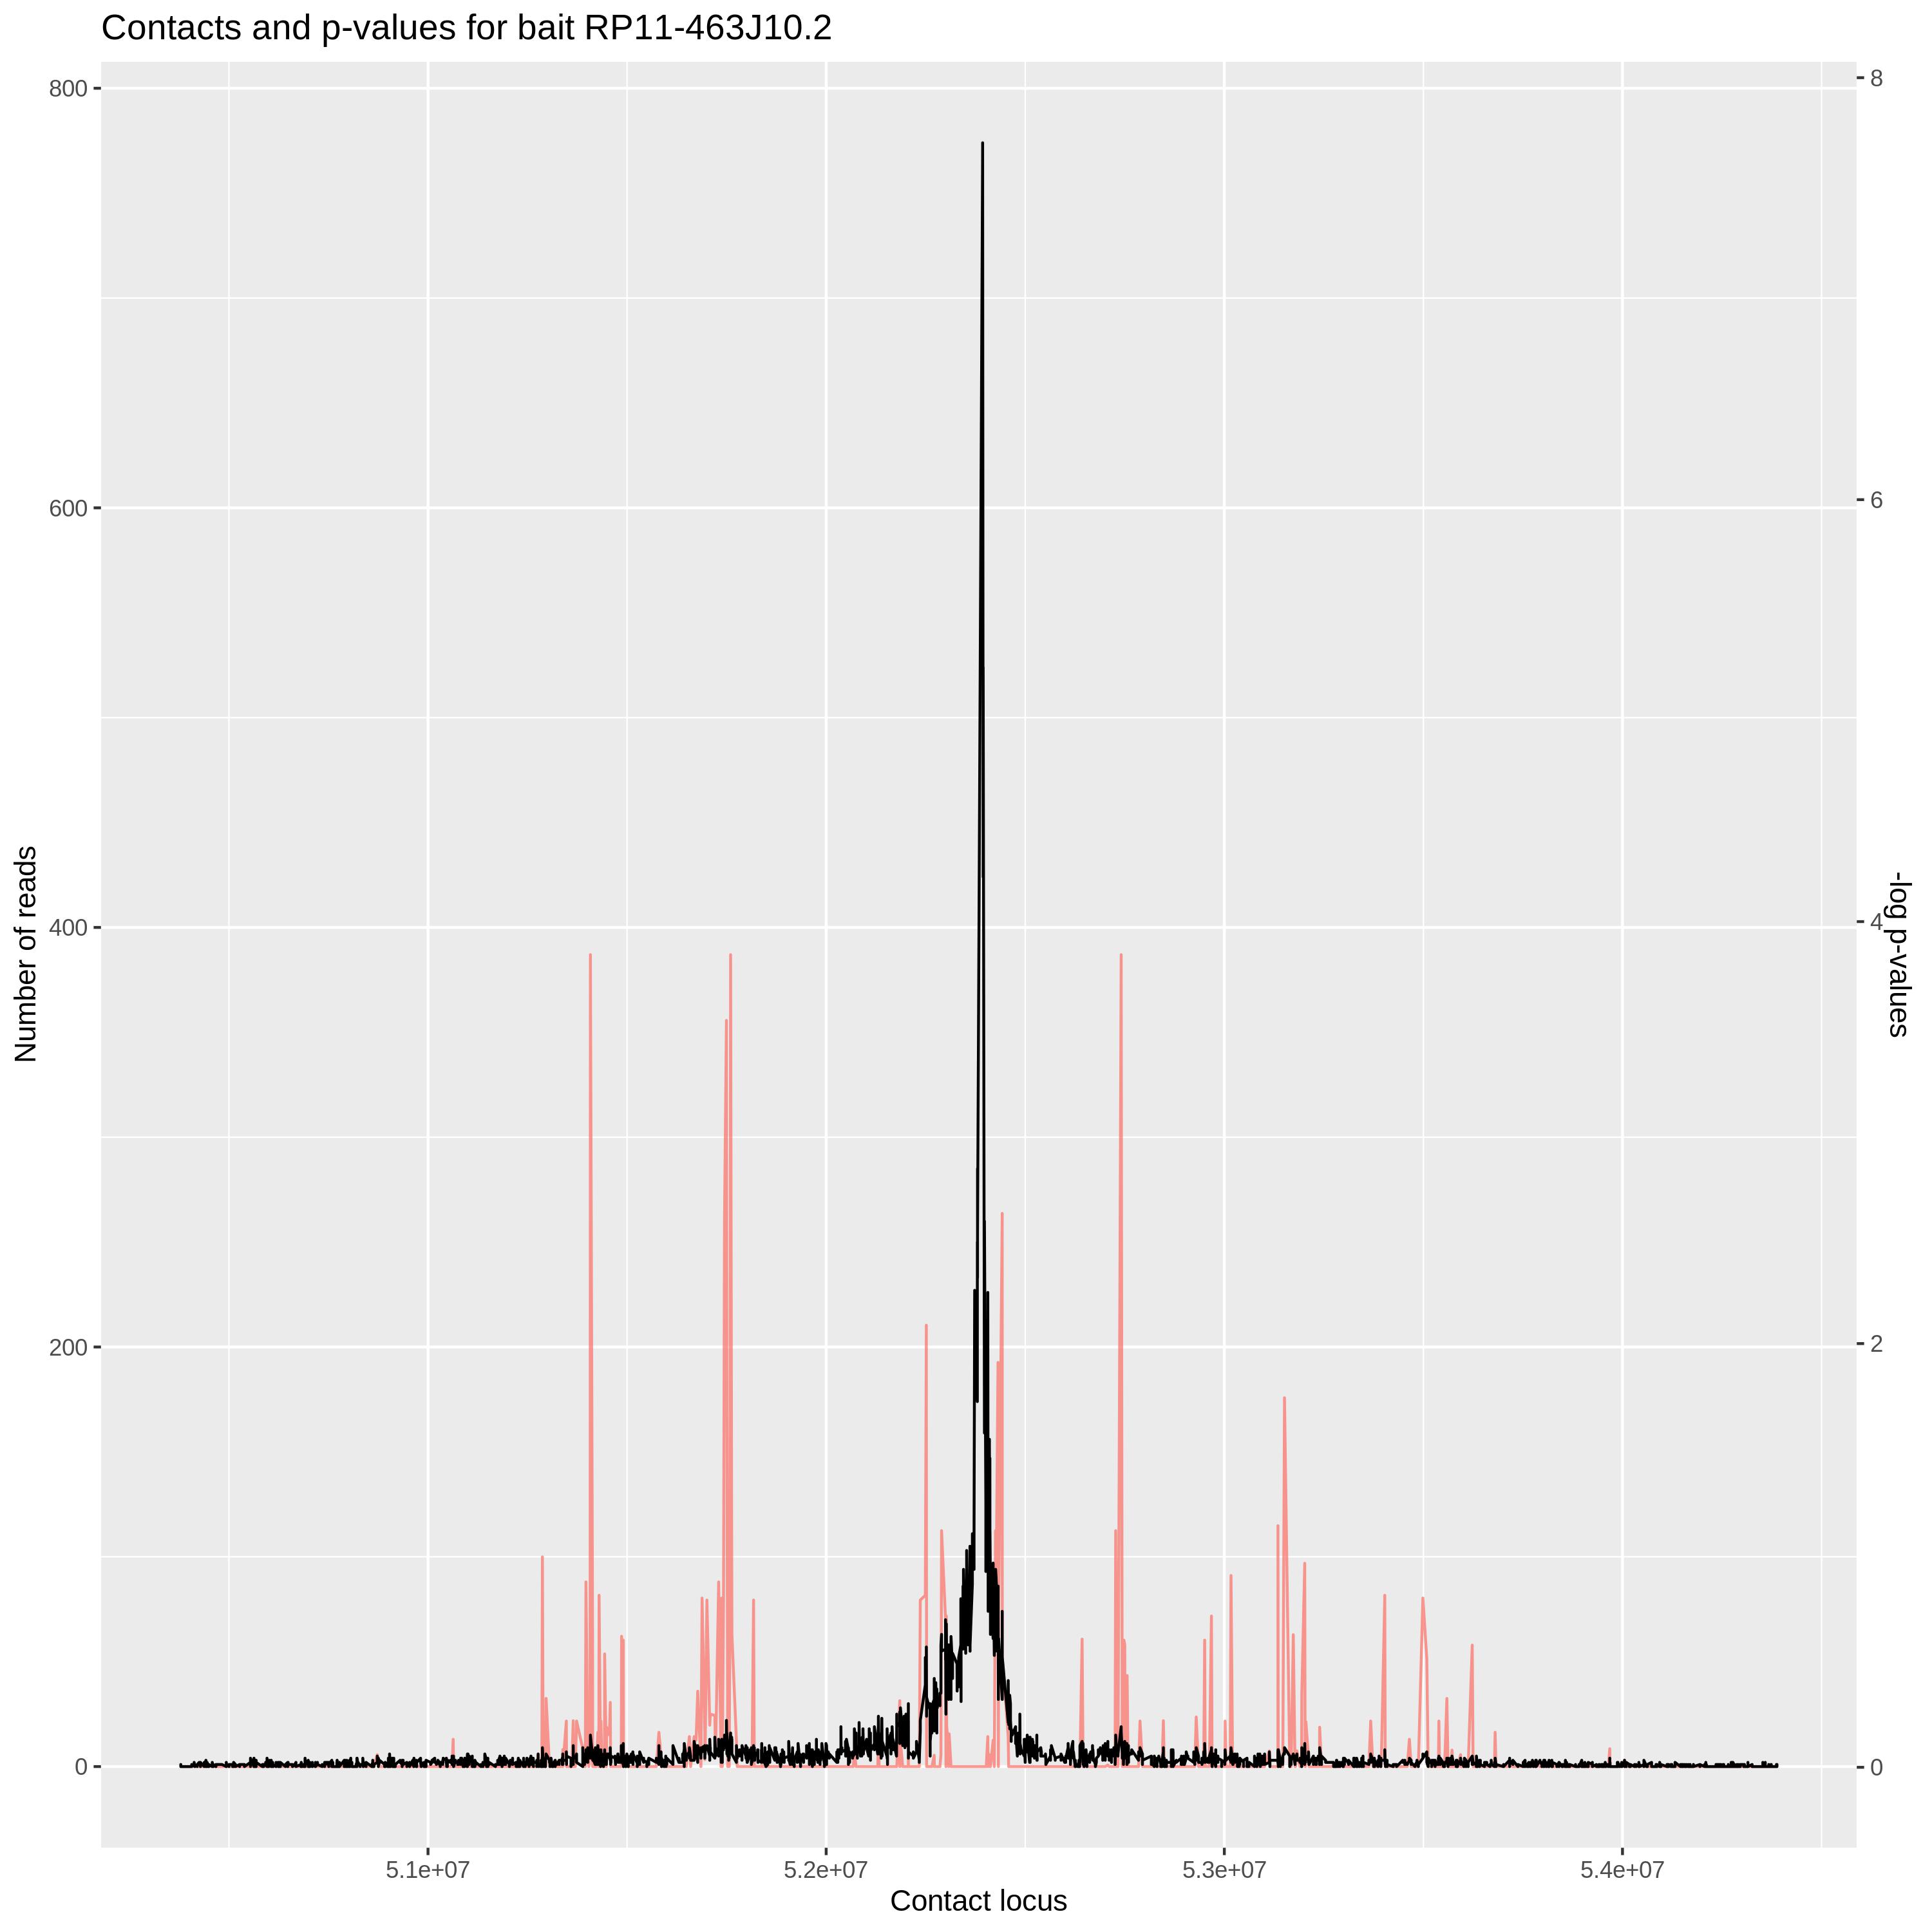 Contacts and p-values for bait RP11-463J10.2
800
600
400
200
0
Number of reads
8
6
4
2
0
-log p-values
5.1e+07
5.2e+07
5.3e+07
5.4e+07
Contact locus